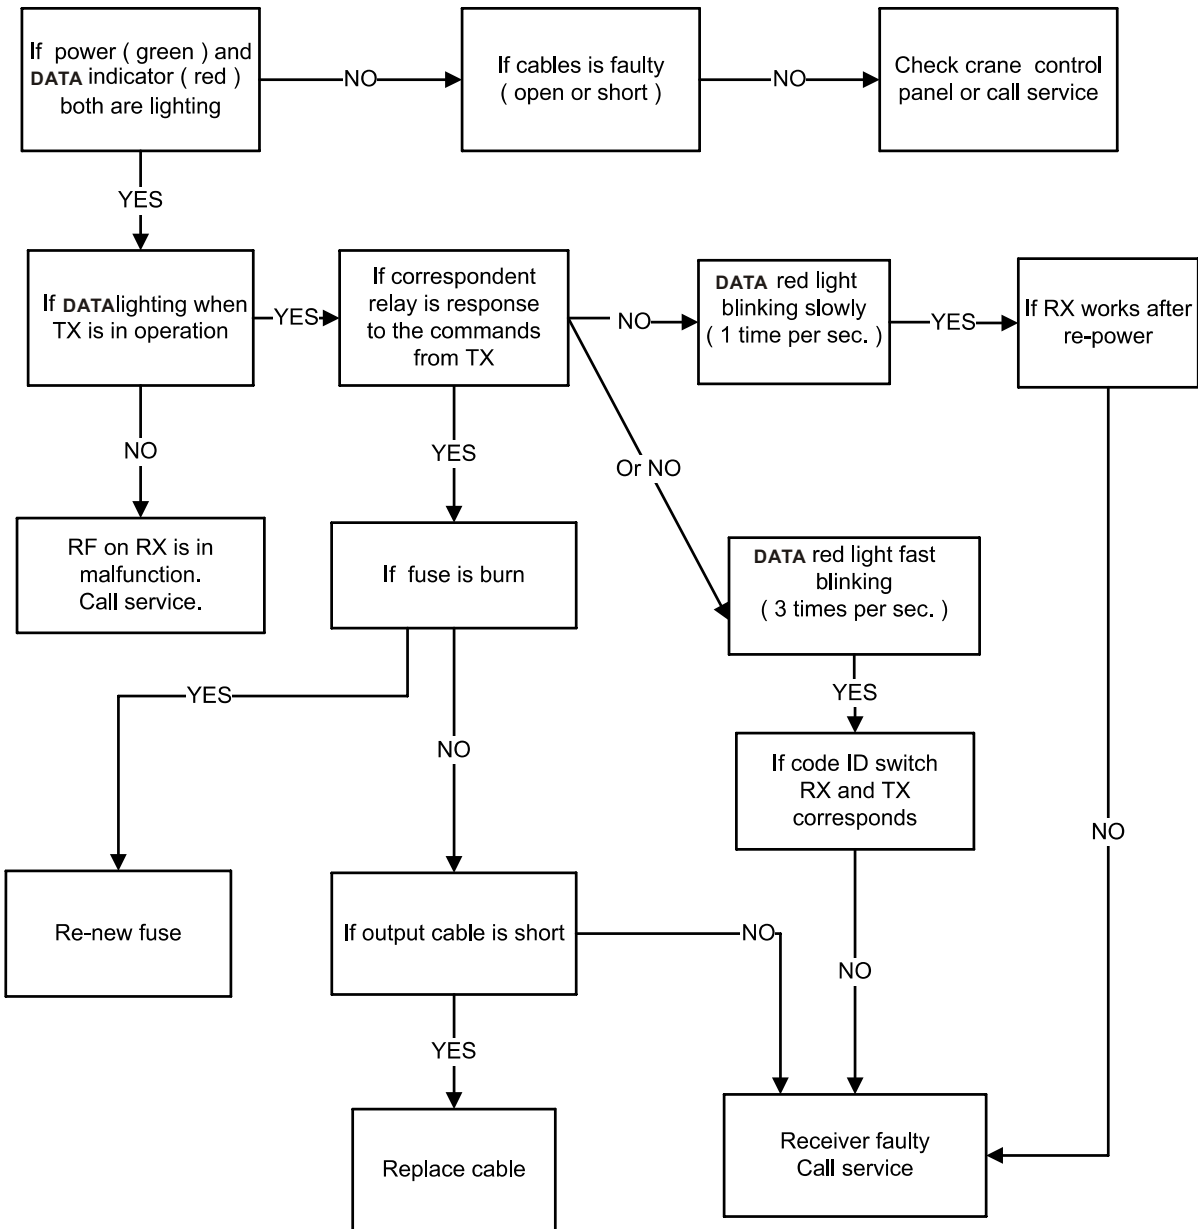 If power ( green ) and
DATA indicator ( red )
both are lighting
NO
If cables is faulty
( open or short )
NO
Check crane control
panel or call service
YES
If DATA lighting when
TX is in operation
YES
If correspondent
relay is response
to the commands
from TX
NO
DATA red light
blinking slowly
( 1 time per sec. )
YES
If RX works after
re-power
NO
YES
Or NO
RF on RX is in
malfunction.
Call service.
If fuse is burn
DATA red light fast
blinking
( 3 times per sec. )
YES
YES
NO
If code ID switch
RX and TX
corresponds
NO
Re-new fuse
If output cable is short
NO
NO
YES
Replace cable
Receiver faulty
Call service